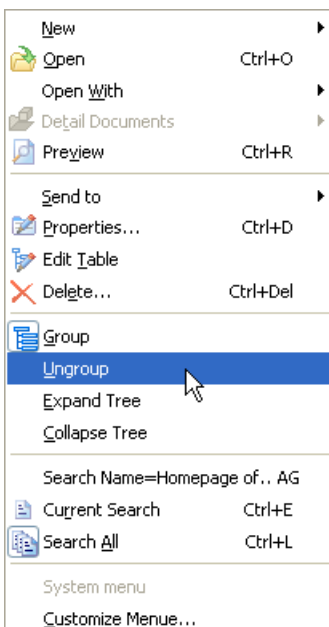 New
Open Ctrl+O
Open With
Detail Documents
Preview Ctrl+R
Send to
Properties... Ctrl+D
Edit Table
Delete... Ctrl+Del
Group
Ungroup
Expand Tree
Collapse Tree
Search Name=Homepage of.. AG
Current Search Ctrl+E
Search All Ctrl+L
System menu
Customize Menue...